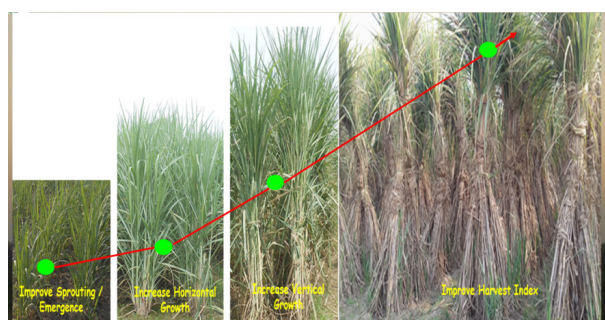 Improve Sprouting /
Emergence
Increase Horizontal
Growth
Increase Vertical
Growth
Improve Harvest Index